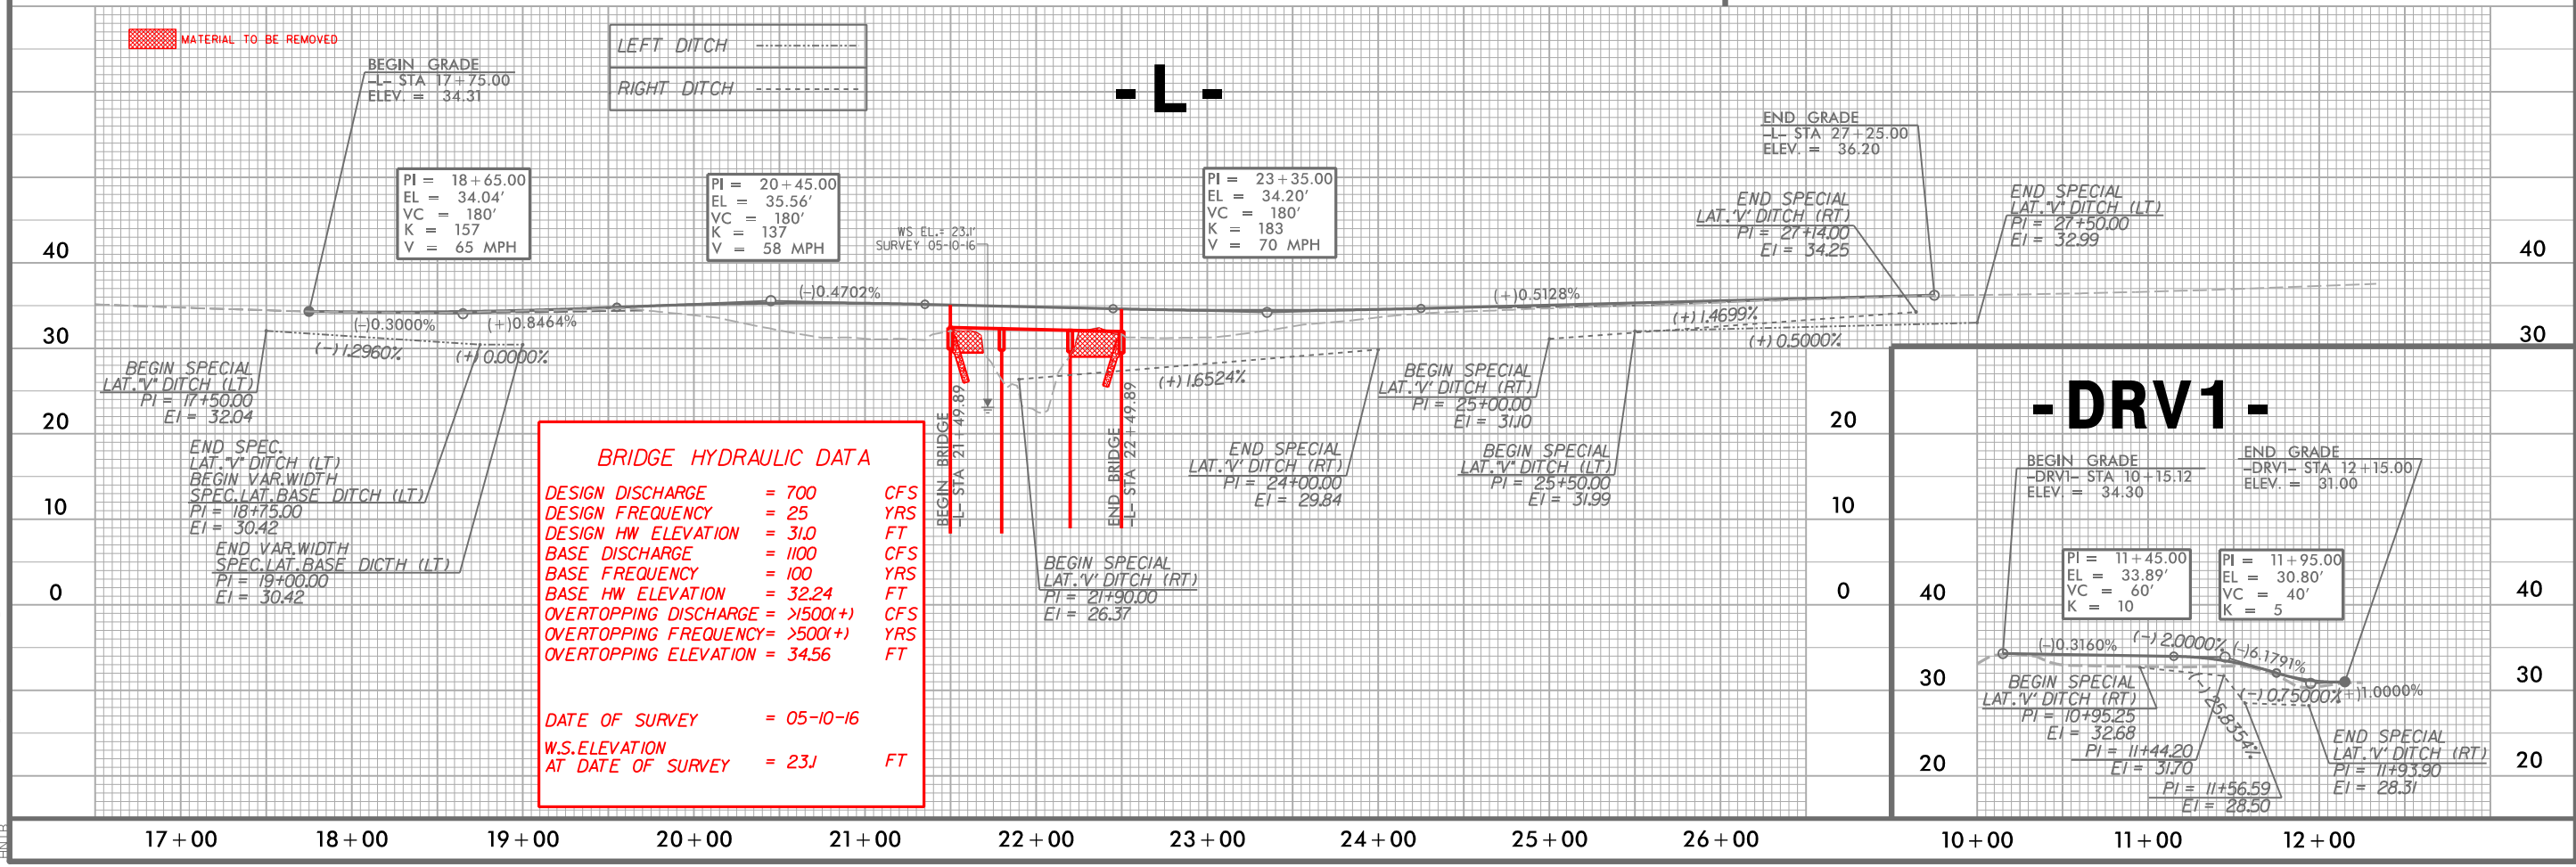 MATERIAL TO BE REMOVED
LEFT DITCH
RIGHT DITCH
-L-
BEGIN GRADE
-L- STA 17+75.00
ELEV. = 34.31
END GRADE
-L- STA 27+25.00
ELEV. = 36.20
PI = 18+65.00
EL = 34.04'
VC = 180'
K = 157
V = 65 MPH
PI = 20+45.00
EL = 35.56'
VC = 180'
K = 137
V = 58 MPH
WS EL.= 23.1'
SURVEY 05-10-16
PI = 23+35.00
EL = 34.20'
VC = 180'
K = 183
V = 70 MPH
END SPECIAL
LAT.'V' DITCH (RT)
PI = 27+14.00
EI = 34.25
END SPECIAL
LAT."V" DITCH (LT)
PI = 27+50.00
EI = 32.99
40
30
20
10
0
40
30
20
10
0
(-)0.3000%
(+)0.8464%
(-)0.4702%
(+)0.5128%
(-)1.2960%
(+)0.0000%
(+)1.6524%
(+)1.4699%
(+)0.5000%
BEGIN SPECIAL
LAT."V" DITCH (LT)
PI = 17+50.00
EI = 32.04
END SPEC.
LAT."V" DITCH (LT)
BEGIN VAR.WIDTH
SPEC.LAT.BASE DITCH (LT)
PI = 18+75.00
EI = 30.42
END VAR.WIDTH
SPEC.LAT.BASE DICTH (LT)
PI = 19+00.00
EI = 30.42
BRIDGE HYDRAULIC DATA
DESIGN DISCHARGE = 700 CFS
DESIGN FREQUENCY = 25 YRS
DESIGN HW ELEVATION = 31.0 FT
BASE DISCHARGE = 1100 CFS
BASE FREQUENCY = 100 YRS
BASE HW ELEVATION = 32.24 FT
OVERTOPPING DISCHARGE = >1500(+) CFS
OVERTOPPING FREQUENCY= >500(+) YRS
OVERTOPPING ELEVATION = 34.56 FT
DATE OF SURVEY = 05-10-16
W.S.ELEVATION
AT DATE OF SURVEY = 23.1 FT
BEGIN BRIDGE
-L- STA 21+49.89
END BRIDGE
-L- STA 22+49.89
BEGIN SPECIAL
LAT.'V' DITCH (RT)
PI = 21+90.00
EI = 26.37
END SPECIAL
LAT.'V' DITCH (RT)
PI = 24+00.00
EI = 29.84
BEGIN SPECIAL
LAT.'V' DITCH (RT)
PI = 25+00.00
EI = 31.10
BEGIN SPECIAL
LAT."V" DITCH (LT)
PI = 25+50.00
EI = 31.99
-DRV1-
BEGIN GRADE
-DRV1- STA 10+15.12
ELEV. = 34.30
END GRADE
-DRV1- STA 12+15.00
ELEV. = 31.00
PI = 11+45.00
EL = 33.89'
VC = 60'
K = 10
PI = 11+95.00
EL = 30.80'
VC = 40'
K = 5
40
30
20
40
30
20
(-)0.3160%
(-)2.0000%
(-)6.1791%
(-)0.7500%
(+)1.0000%
(-)25.8354%
BEGIN SPECIAL
LAT.'V' DITCH (RT)
PI = 10+95.25
EI = 32.68
PI = 11+44.20
EI = 31.70
PI = 11+56.59
EI = 28.50
END SPECIAL
LAT.'V' DITCH (RT)
PI = 11+93.90
EI = 28.31
17+00
18+00
19+00
20+00
21+00
22+00
23+00
24+00
25+00
26+00
10+00
11+00
12+00